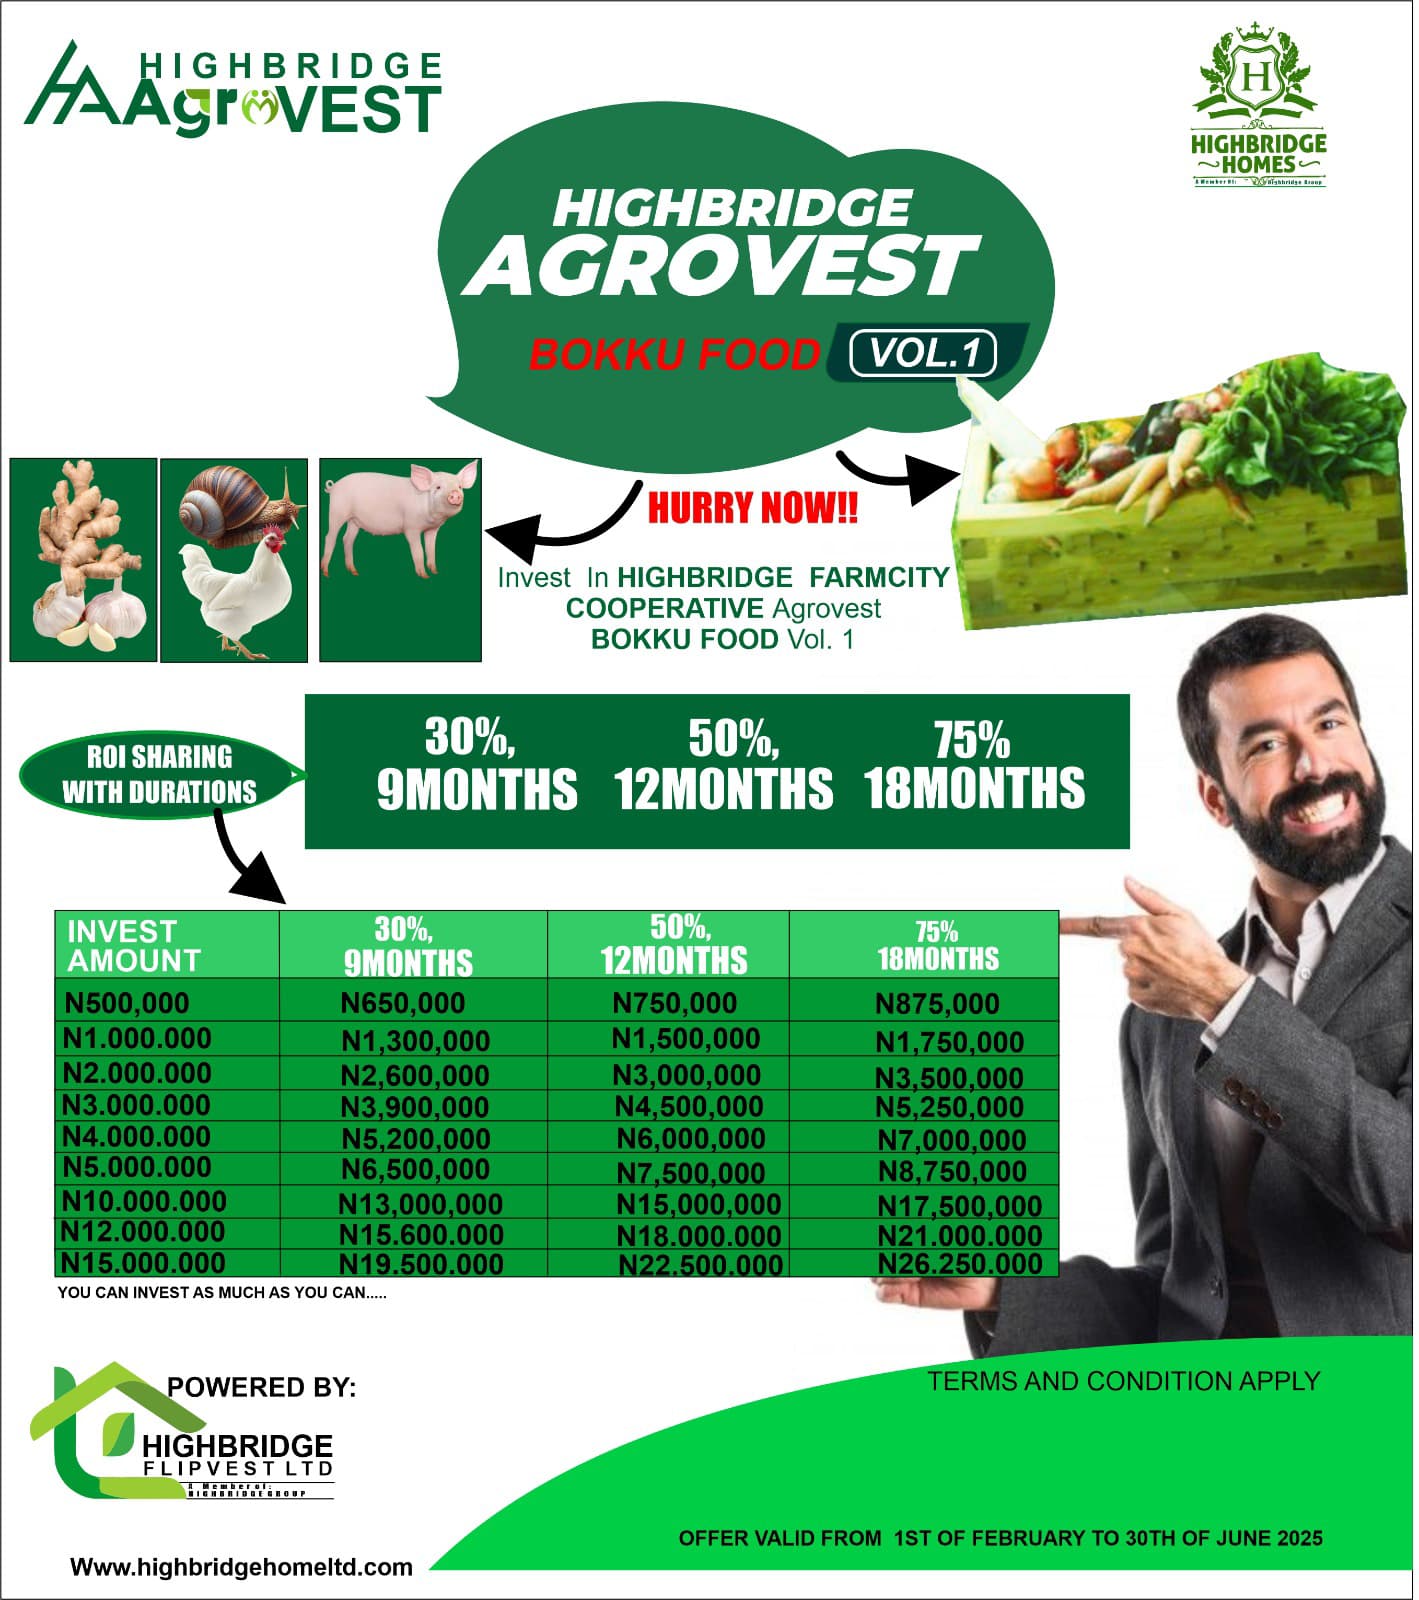 HIGHBRIDGE
AgroVEST
H
HIGHBRIDGE
HOMES
A Member Of: Highbridge Group
HIGHBRIDGE
AGROVEST
BOKKU FOOD VOL.1
HURRY NOW!!
Invest In HIGHBRIDGE FARMCITY
COOPERATIVE Agrovest
BOKKU FOOD Vol. 1
ROI SHARING
WITH DURATIONS
30%, 50%, 75%
9MONTHS 12MONTHS 18MONTHS
INVEST AMOUNT 30%, 9MONTHS 50%, 12MONTHS 75% 18MONTHS
N500,000 N650,000 N750,000 N875,000
N1.000.000 N1,300,000 N1,500,000 N1,750,000
N2.000.000 N2,600,000 N3,000,000 N3,500,000
N3.000.000 N3,900,000 N4,500,000 N5,250,000
N4.000.000 N5,200,000 N6,000,000 N7,000,000
N5.000.000 N6,500,000 N7,500,000 N8,750,000
N10.000.000 N13,000,000 N15,000,000 N17,500,000
N12.000.000 N15.600.000 N18.000.000 N21.000.000
N15.000.000 N19.500.000 N22.500.000 N26.250.000
YOU CAN INVEST AS MUCH AS YOU CAN.....
POWERED BY:
HIGHBRIDGE
FLIPVEST LTD
A Member of:
HIGHBRIDGE GROUP
TERMS AND CONDITION APPLY
OFFER VALID FROM 1ST OF FEBRUARY TO 30TH OF JUNE 2025
Www.highbridgehomeltd.com